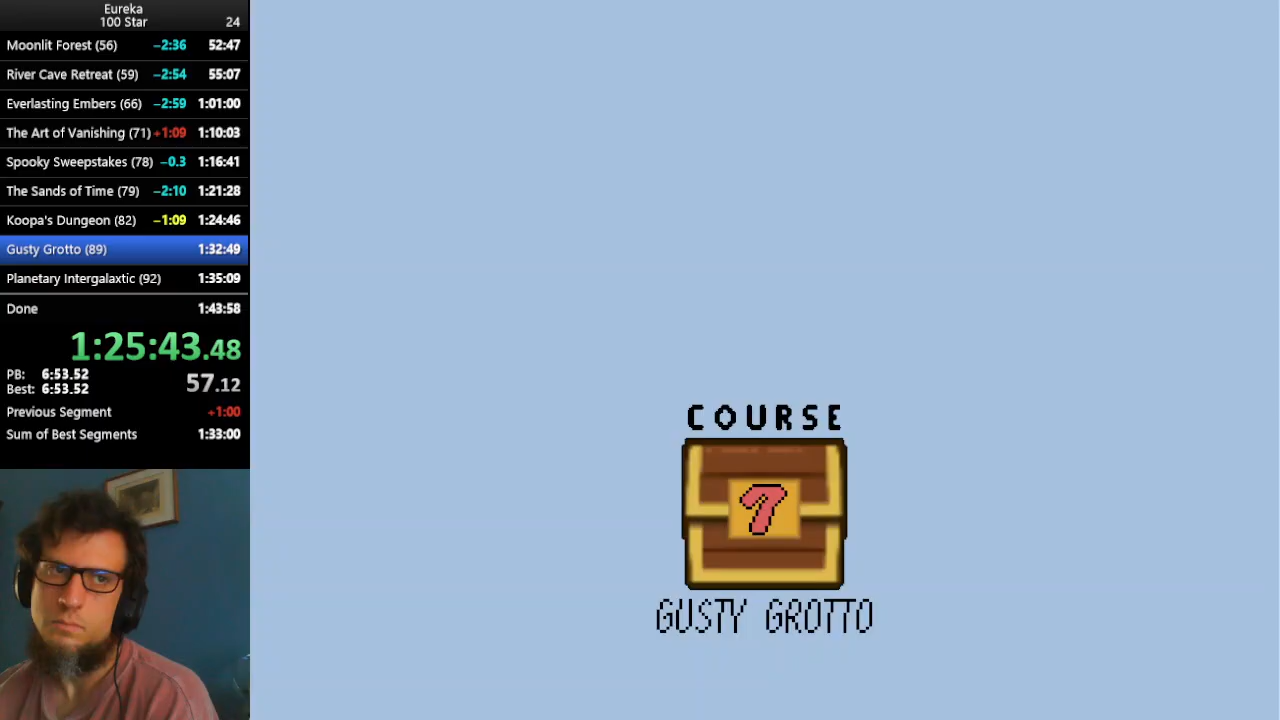 Eureka
100 Star 24
Moonlit Forest (56) -2:36 52:47
River Cave Retreat (59) -2:54 55:07
Everlasting Embers (66) -2:59 1:01:00
The Art of Vanishing (71) +1:09 1:10:03
Spooky Sweepstakes (78) -0.3 1:16:41
The Sands of Time (79) -2:10 1:21:28
Koopa's Dungeon (82) -1:09 1:24:46
Gusty Grotto (89) 1:32:49
Planetary Intergalaxtic (92) 1:35:09
Done 1:43:58
1:25:43.48
PB: 6:53.52
Best: 6:53.52
57.12
Previous Segment +1:00
Sum of Best Segments 1:33:00
COURSE
7
GUSTY GROTTO